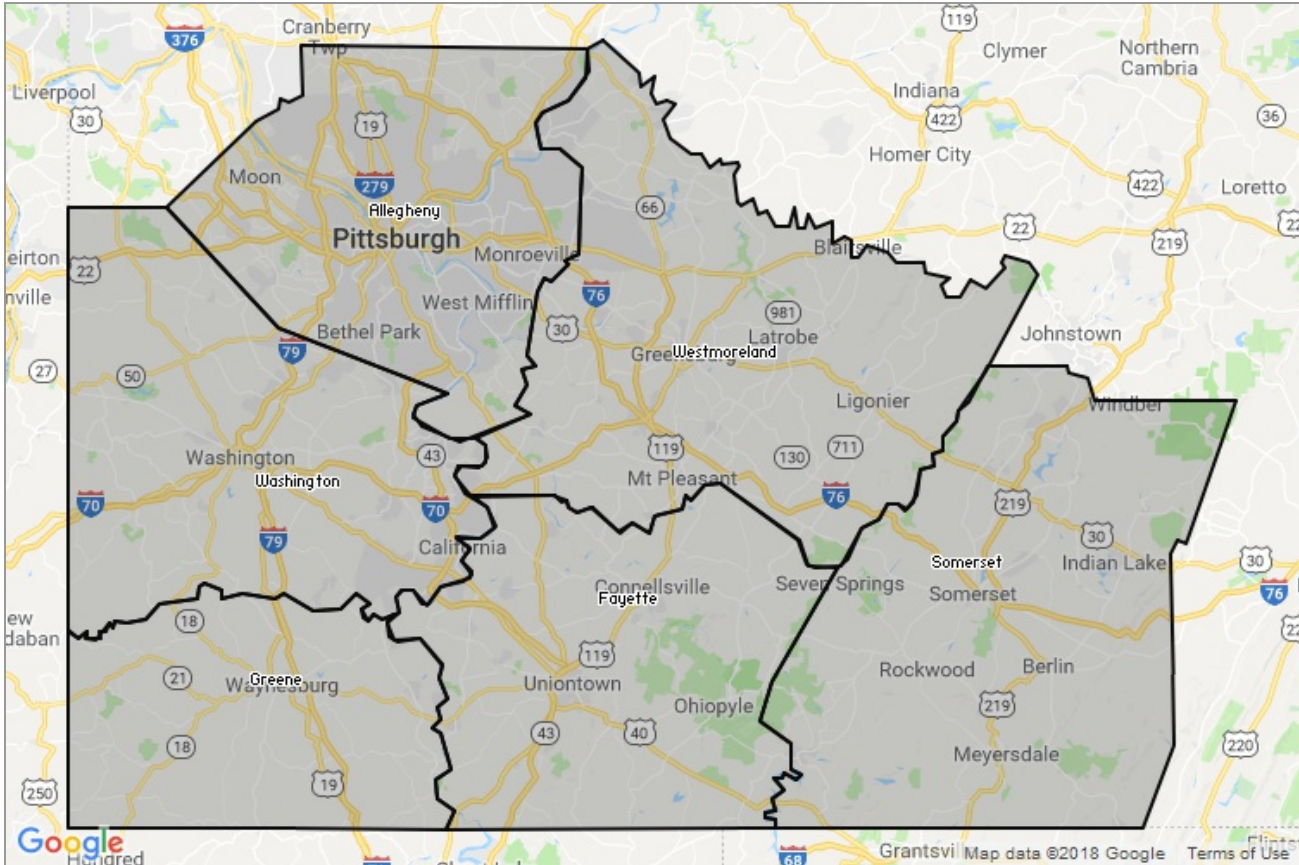 Cranberry
Twp
119
Clymer
Northern
Cambria
376
Liverpool
30
Indiana
422
36
19
Homer City
Moon
279
422
Loretto
Allegheny
66
Pittsburgh
22
219
22
eirton
22
Monroeville
Blairsville
nville
76
West Mifflin
30
981
Latrobe
Johnstown
Bethel Park
79
Greensburg
Westmoreland
27
50
Ligonier
Windber
Washington
43
119
130
711
Washington
Mt Pleasant
70
70
76
219
79
California
30
Indian Lake
30
Somerset
Connellsville
Seven Springs
Somerset
76
Fayette
ew
daban
18
22
119
Berlin
Greene
21
Waynesburg
Uniontown
Rockwood
Ohiopyle
219
18
43
40
220
Meyersdale
250
19
Google
Hundred
68
Grantsvil
Map data ©2018 Google
Terms of Use